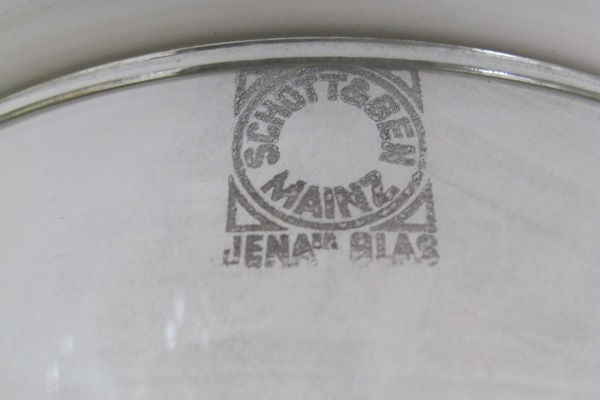 SCHOTT & GEN
MAINZ
JENAER GLAS